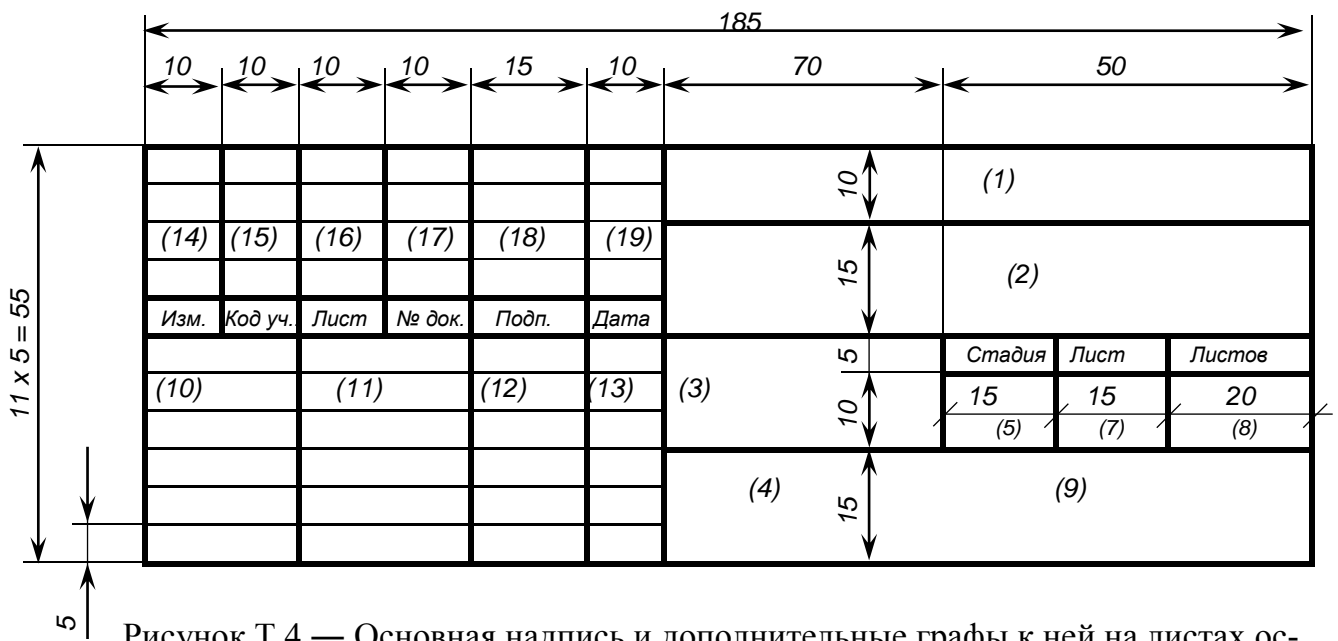 185
10 10 10 10 15 10 70 50
10 (1)
(14) (15) (16) (17) (18) (19)
15 (2)
11 x 5 = 55
Изм. Код уч.. Лист № док. Подп. Дата
5 Стадия Лист Листов
(10) (11) (12) (13) (3) 10 15 15 20
(5) (7) (8)
(4) 15 (9)
5
Рисунок Т.4 — Основная надпись и дополнительные графы к ней на листах ос-